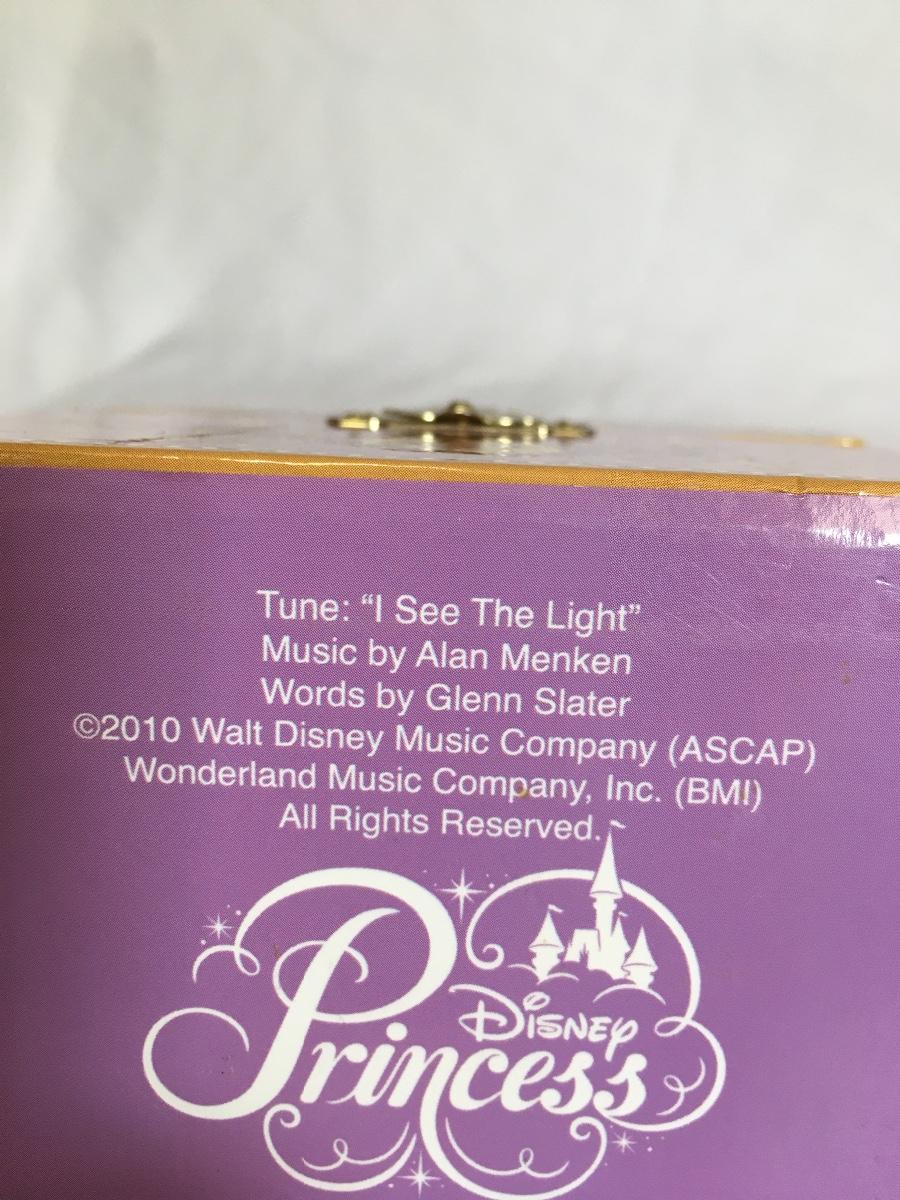 Tune: “I See The Light”
Music by Alan Menken
Words by Glenn Slater
©2010 Walt Disney Music Company (ASCAP)
Wonderland Music Company, Inc. (BMI)
All Rights Reserved.
Disney
Princess